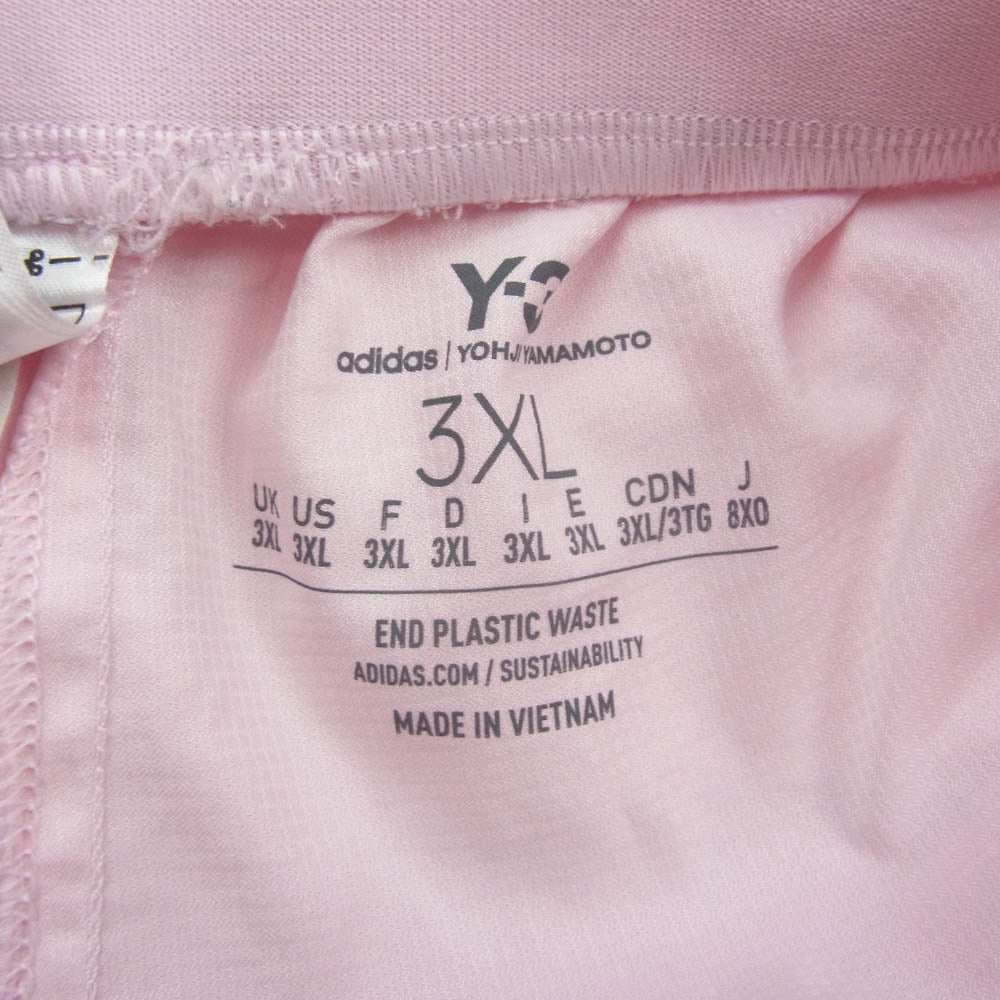 Y-3
adidas | YOHJI YAMAMOTO
3XL
UK US F D I E CDN J
3XL 3XL 3XL 3XL 3XL 3XL 3XL/3TG 8XO
END PLASTIC WASTE
ADIDAS.COM / SUSTAINABILITY
MADE IN VIETNAM